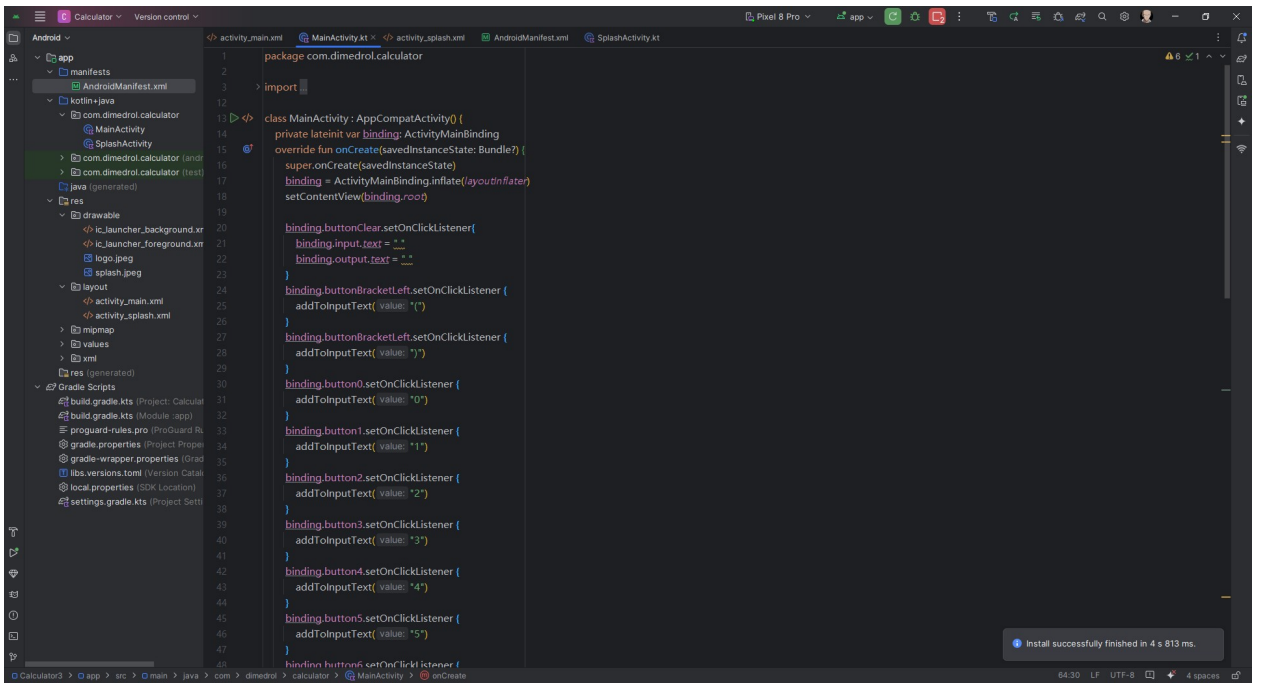 C Calculator Version control Pixel 8 Pro app
Android
activity_main.xml MainActivity.kt activity_splash.xml AndroidManifest.xml SplashActivity.kt
app
manifests
AndroidManifest.xml
kotlin+java
com.dimedrol.calculator
MainActivity
SplashActivity
com.dimedrol.calculator (andr
com.dimedrol.calculator (test)
java (generated)
res
drawable
ic_launcher_background.xr
ic_launcher_foreground.xm
logo.jpeg
splash.jpeg
layout
activity_main.xml
activity_splash.xml
mipmap
values
xml
res (generated)
Gradle Scripts
build.gradle.kts (Project: Calculat
build.gradle.kts (Module :app)
proguard-rules.pro (ProGuard Ru
gradle.properties (Project Proper
gradle-wrapper.properties (Grad
libs.versions.toml (Version Catal
local.properties (SDK Location)
settings.gradle.kts (Project Setti
1 package com.dimedrol.calculator 6 1
2
3 import ...
12
13 class MainActivity : AppCompatActivity() {
14 private lateinit var binding: ActivityMainBinding
15 override fun onCreate(savedInstanceState: Bundle?) {
16 super.onCreate(savedInstanceState)
17 binding = ActivityMainBinding.inflate(layoutInflater)
18 setContentView(binding.root)
19
20 binding.buttonClear.setOnClickListener{
21 binding.input.text = " "
22 binding.output.text = " "
23 }
24 binding.buttonBracketLeft.setOnClickListener {
25 addToInputText( value: "(")
26 }
27 binding.buttonBracketLeft.setOnClickListener {
28 addToInputText( value: ")")
29 }
30 binding.button0.setOnClickListener {
31 addToInputText( value: "0")
32 }
33 binding.button1.setOnClickListener {
34 addToInputText( value: "1")
35 }
36 binding.button2.setOnClickListener {
37 addToInputText( value: "2")
38 }
39 binding.button3.setOnClickListener {
40 addToInputText( value: "3")
41 }
42 binding.button4.setOnClickListener {
43 addToInputText( value: "4")
44 }
45 binding.button5.setOnClickListener {
46 addToInputText( value: "5")
47 }
48 binding.button6.setOnClickListener {
Install successfully finished in 4 s 813 ms.
Calculator3 > app > src > main > java > com > dimedrol > calculator > MainActivity > onCreate 64:30 LF UTF-8 4 spaces